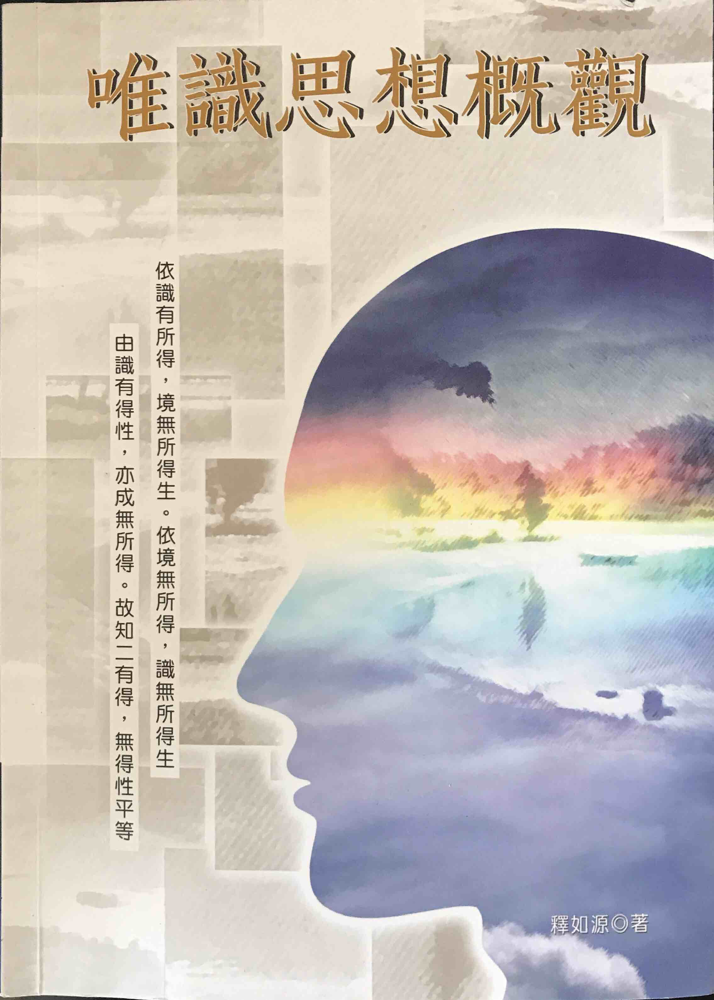 唯識思想概觀
依識有所得，境無所得生。依境無所得，識無所得生
由識有得性，亦成無所得。故知二有得，無得性平等
釋如源◎著